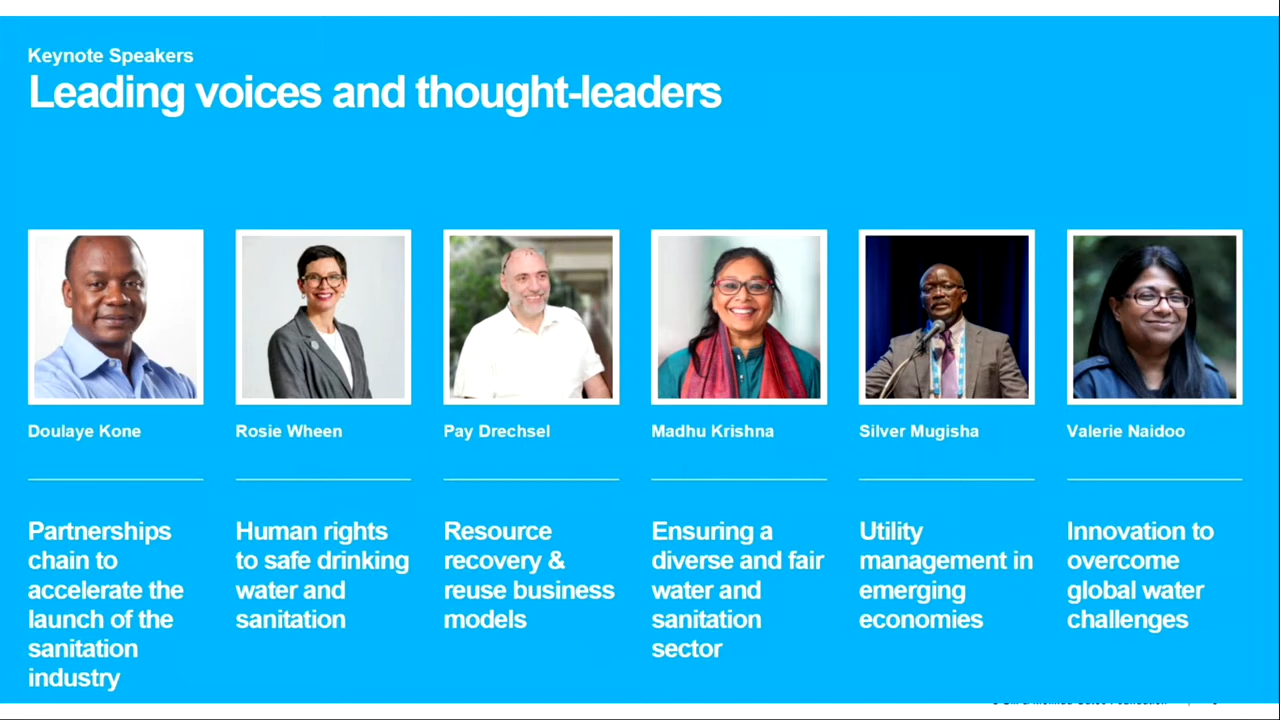 Keynote Speakers
Leading voices and thought-leaders
Doulaye Kone
Rosie Wheen
Pay Drechsel
Madhu Krishna
Silver Mugisha
Valerie Naidoo
Partnerships
chain to
accelerate the
launch of the
sanitation
industry
Human rights
to safe drinking
water and
sanitation
Resource
recovery &
reuse business
models
Ensuring a
diverse and fair
water and
sanitation
sector
Utility
management in
emerging
economies
Innovation to
overcome
global water
challenges